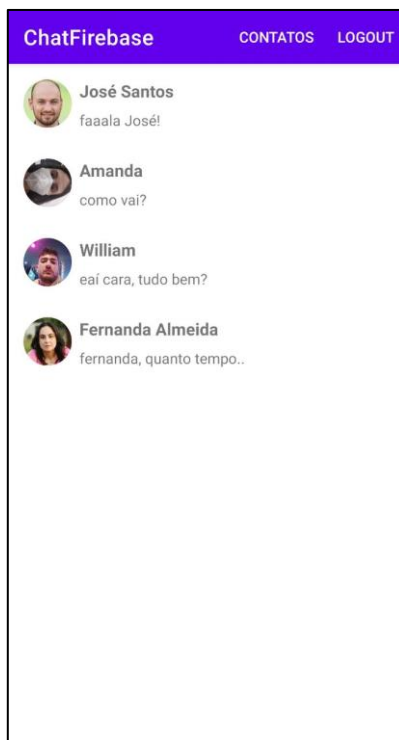 ChatFirebase CONTATOS LOGOUT
José Santos
faaala José!
Amanda
como vai?
William
eaí cara, tudo bem?
Fernanda Almeida
fernanda, quanto tempo..